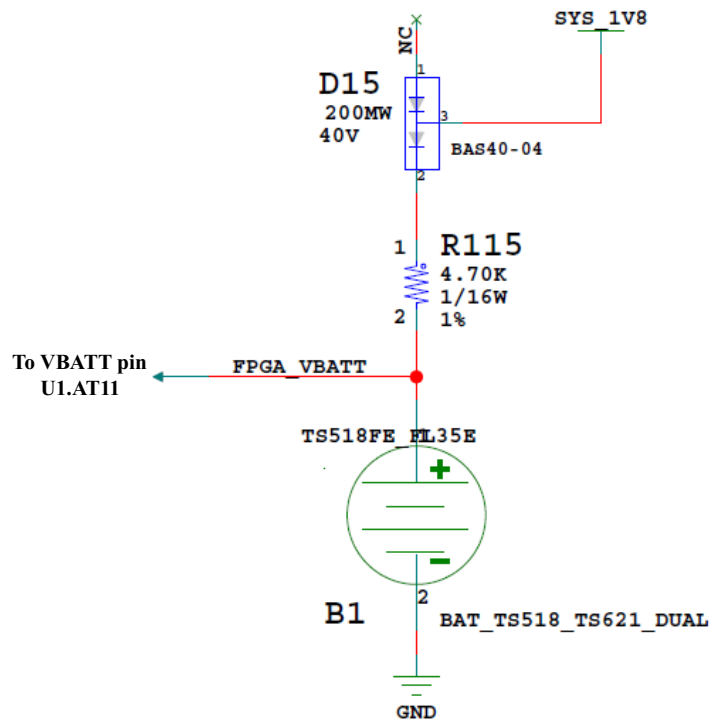 SYS_1V8
NC
1
D15
200MW
40V
3
BAS40-04
2
1
R115
4.70K
1/16W
1%
2
To VBATT pin
U1.AT11
FPGA_VBATT
TS518FE_FL35E
1
+
-
2
B1
BAT_TS518_TS621_DUAL
GND